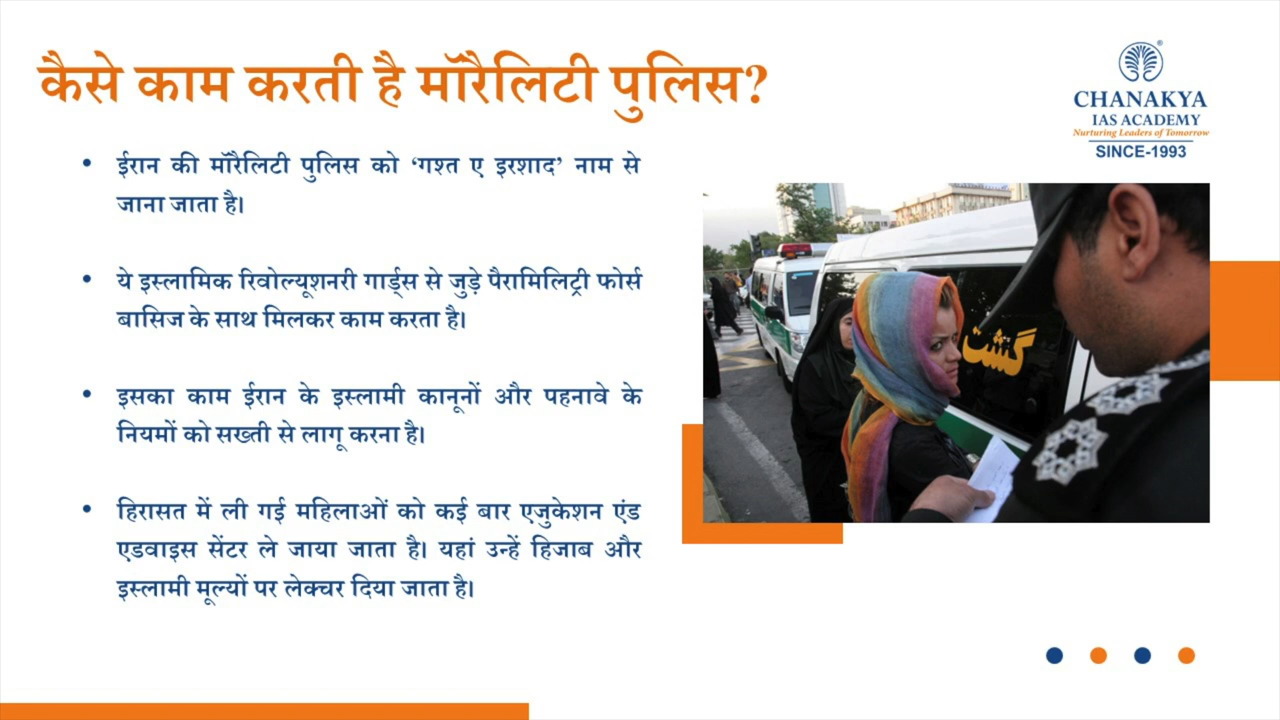 कैसे काम करती है मॉरैलिटी पुलिस?
CHANAKYA
IAS ACADEMY
Nurturing Leaders of Tomorrow
SINCE-1993
• ईरान की मॉरैलिटी पुलिस को ‘गश्त ए इरशाद’ नाम से
जाना जाता है।
• ये इस्लामिक रिवोल्यूशनरी गार्ड्स से जुड़े पैरामिलिट्री फोर्स
बासिज के साथ मिलकर काम करता है।
• इसका काम ईरान के इस्लामी कानूनों और पहनावे के
नियमों को सख्ती से लागू करना है।
• हिरासत में ली गई महिलाओं को कई बार एजुकेशन एंड
एडवाइस सेंटर ले जाया जाता है। यहां उन्हें हिजाब और
इस्लामी मूल्यों पर लेक्चर दिया जाता है।
گشت